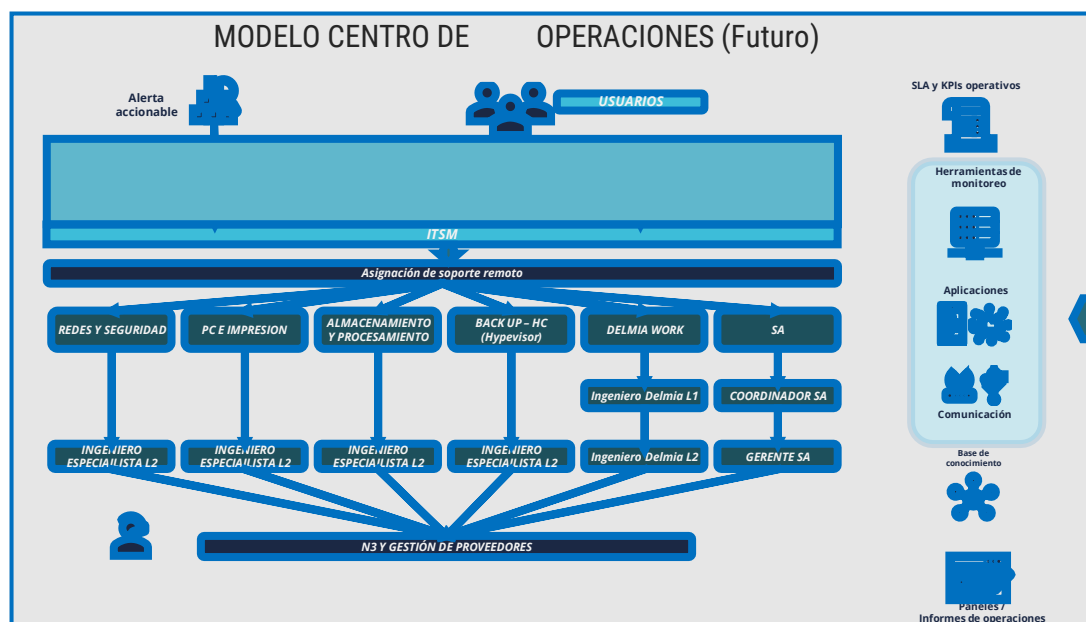 MODELO CENTRO DE OPERACIONES (Futuro)
Alerta
accionable
USUARIOS
SLA y KPIs operativos
Herramientas de
monitoreo
ITSM
Asignación de soporte remoto
REDES Y SEGURIDAD
PC E IMPRESION
ALMACENAMIENTO
Y PROCESAMIENTO
BACK UP – HC
(Hypevisor)
DELMIA WORK
SA
Aplicaciones
Ingeniero Delmia L1
COORDINADOR SA
Comunicación
INGENIERO
ESPECIALISTA L2
INGENIERO
ESPECIALISTA L2
INGENIERO
ESPECIALISTA L2
INGENIERO
ESPECIALISTA L2
Ingeniero Delmia L2
GERENTE SA
Base de
conocimiento
N3 Y GESTIÓN DE PROVEEDORES
Paneles /
Informes de operaciones